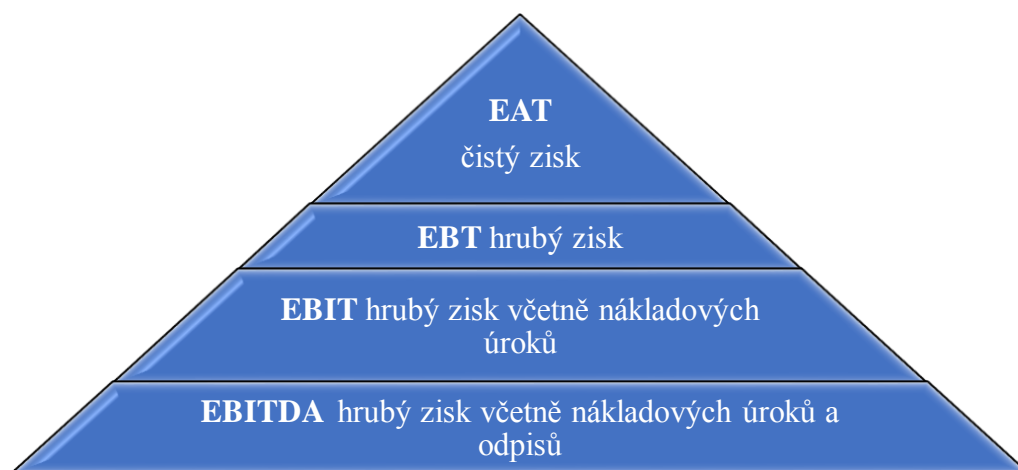 EAT
čistý zisk
EBT hrubý zisk
EBIT hrubý zisk včetně nákladových
úroků
EBITDA hrubý zisk včetně nákladových úroků a
odpisů